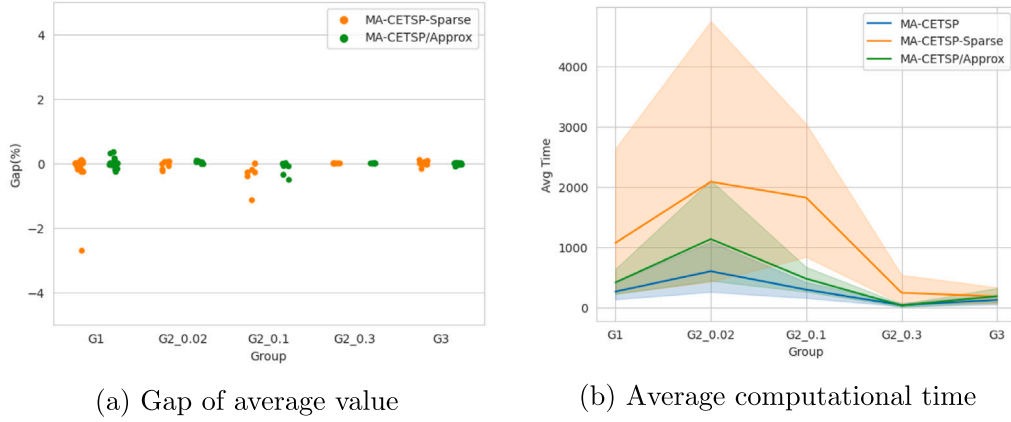 4
2
0
−2
−4
Gap(%)
MA-CETSP-Sparse
MA-CETSP/Approx
G1
G2_0.02
G2_0.1
G2_0.3
G3
Group
(a) Gap of average value
4000
3000
2000
1000
0
Avg Time
MA-CETSP
MA-CETSP-Sparse
MA-CETSP/Approx
G1
G2_0.02
G2_0.1
G2_0.3
G3
Group
(b) Average computational time